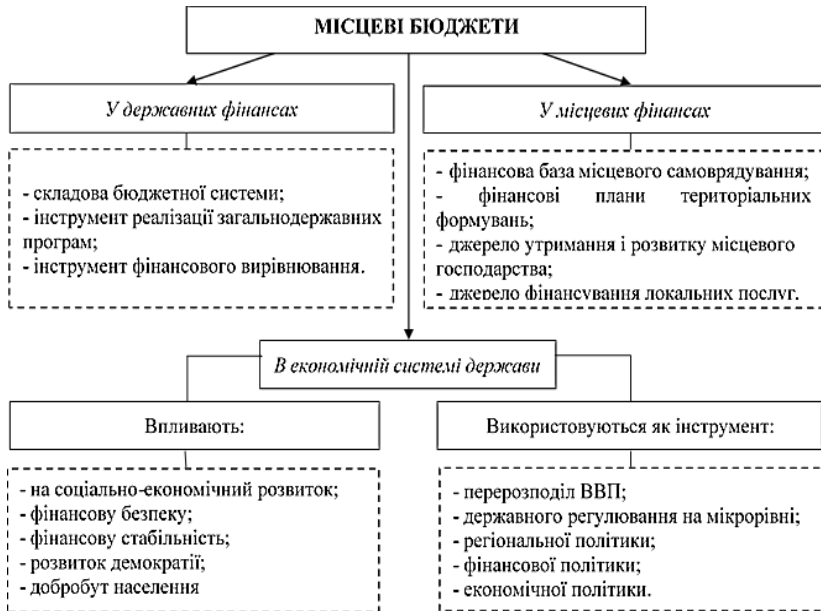 МІСЦЕВІ БЮДЖЕТИ
У державних фінансах
У місцевих фінансах
- складова бюджетної системи;
- інструмент реалізації загальнодержавних
програм;
- інструмент фінансового вирівнювання.
- фінансова база місцевого самоврядування;
- фінансові плани територіальних
формувань;
- джерело утримання і розвитку місцевого
господарства;
- джерело фінансування локальних послуг.
В економічній системі держави
Впливають:
Використовуються як інструмент:
- на соціально-економічний розвиток;
- фінансову безпеку;
- фінансову стабільність;
- розвиток демократії;
- добробут населення
- перерозподіл ВВП;
- державного регулювання на мікрорівні;
- регіональної політики;
- фінансової політики;
- економічної політики.